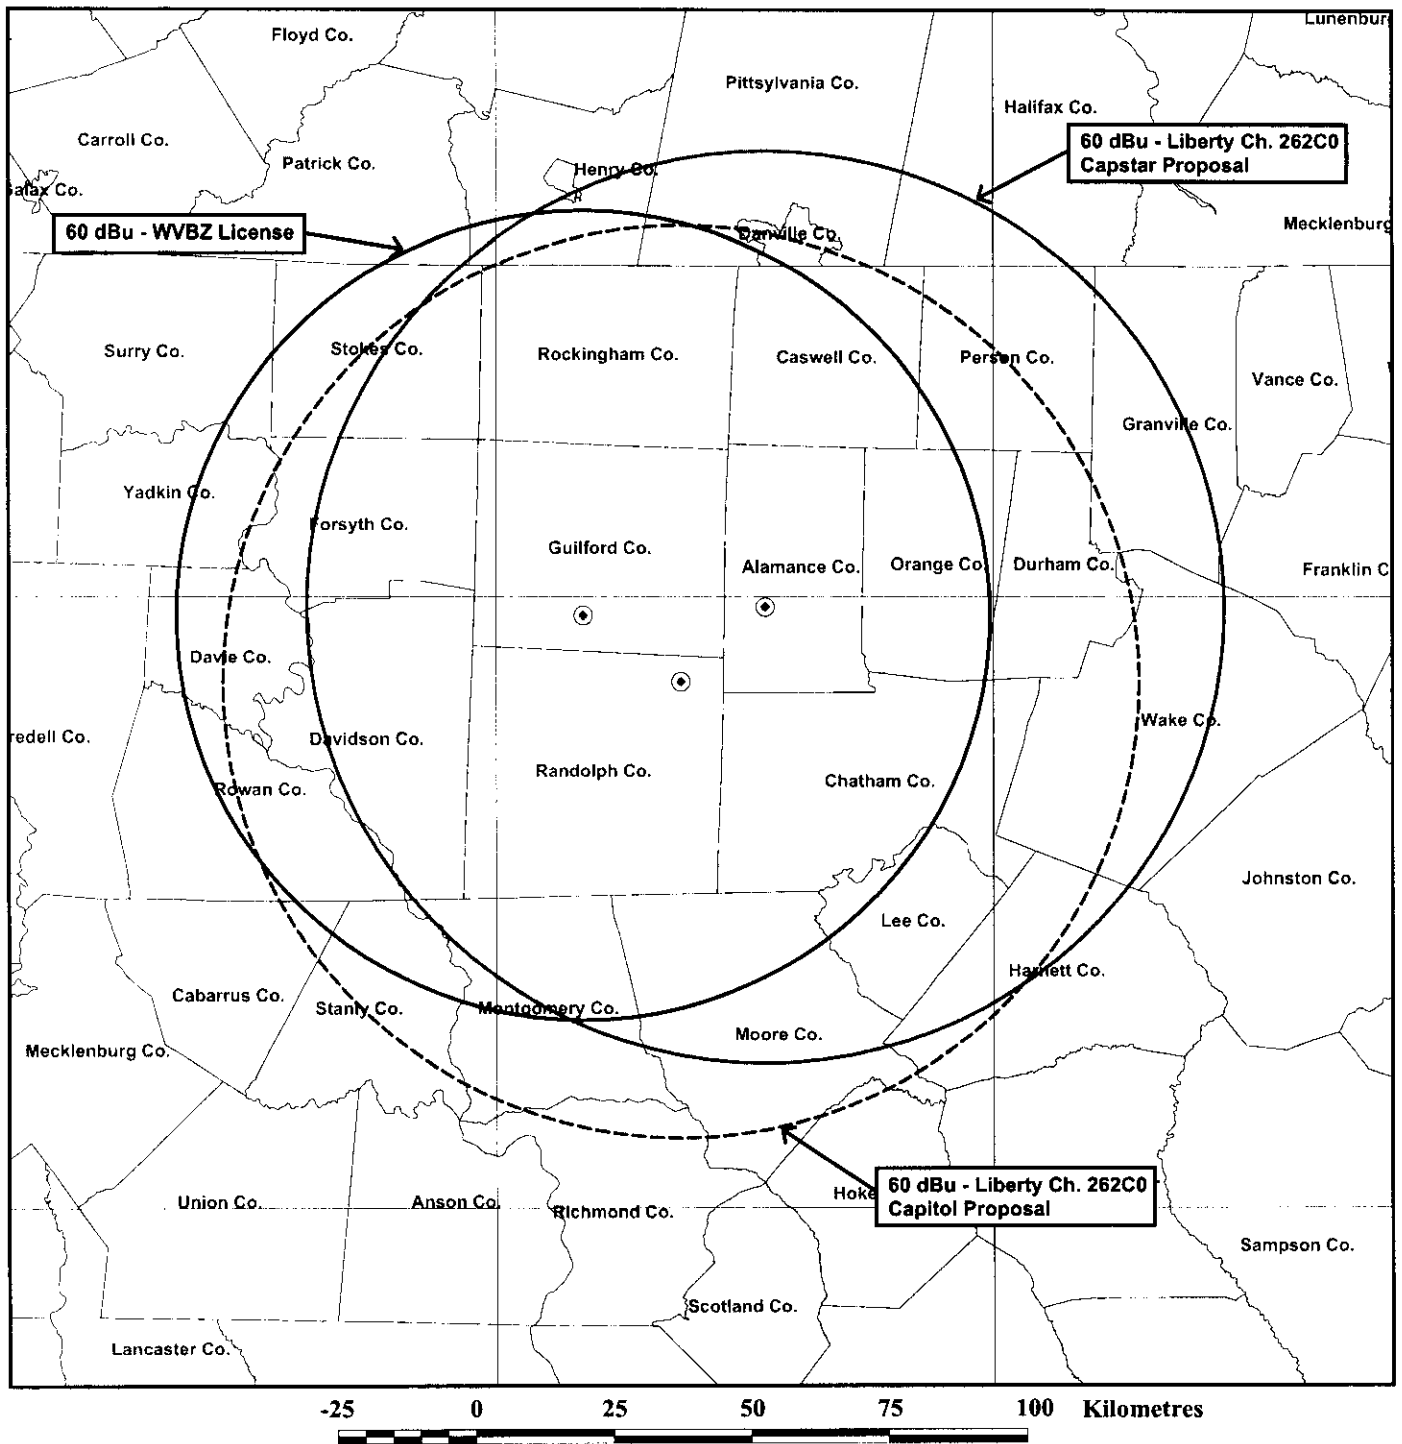 Floyd Co.
Lunenbur
Pittsylvania Co.
Halifax Co.
Carroll Co.
Patrick Co.
Henry Co.
60 dBu - Liberty Ch. 262C0
Capstar Proposal
alax Co.
60 dBu - WVBZ License
Danville Co.
Mecklenburg
Surry Co.
Stokes Co.
Rockingham Co.
Caswell Co.
Person Co.
Vance Co.
Granville Co.
Yadkin Co.
Forsyth Co.
Guilford Co.
Alamance Co.
Orange Co.
Durham Co.
Franklin C
Davie Co.
redell Co.
Davidson Co.
Randolph Co.
Chatham Co.
Wake Co.
Rowan Co.
Johnston Co.
Lee Co.
Harnett Co.
Cabarrus Co.
Stanly Co.
Montgomery Co.
Moore Co.
Mecklenburg Co.
Union Co.
Anson Co.
Richmond Co.
Hoke
60 dBu - Liberty Ch. 262C0
Capitol Proposal
Sampson Co.
Scotland Co.
Lancaster Co.
-25 0 25 50 75 100 Kilometres